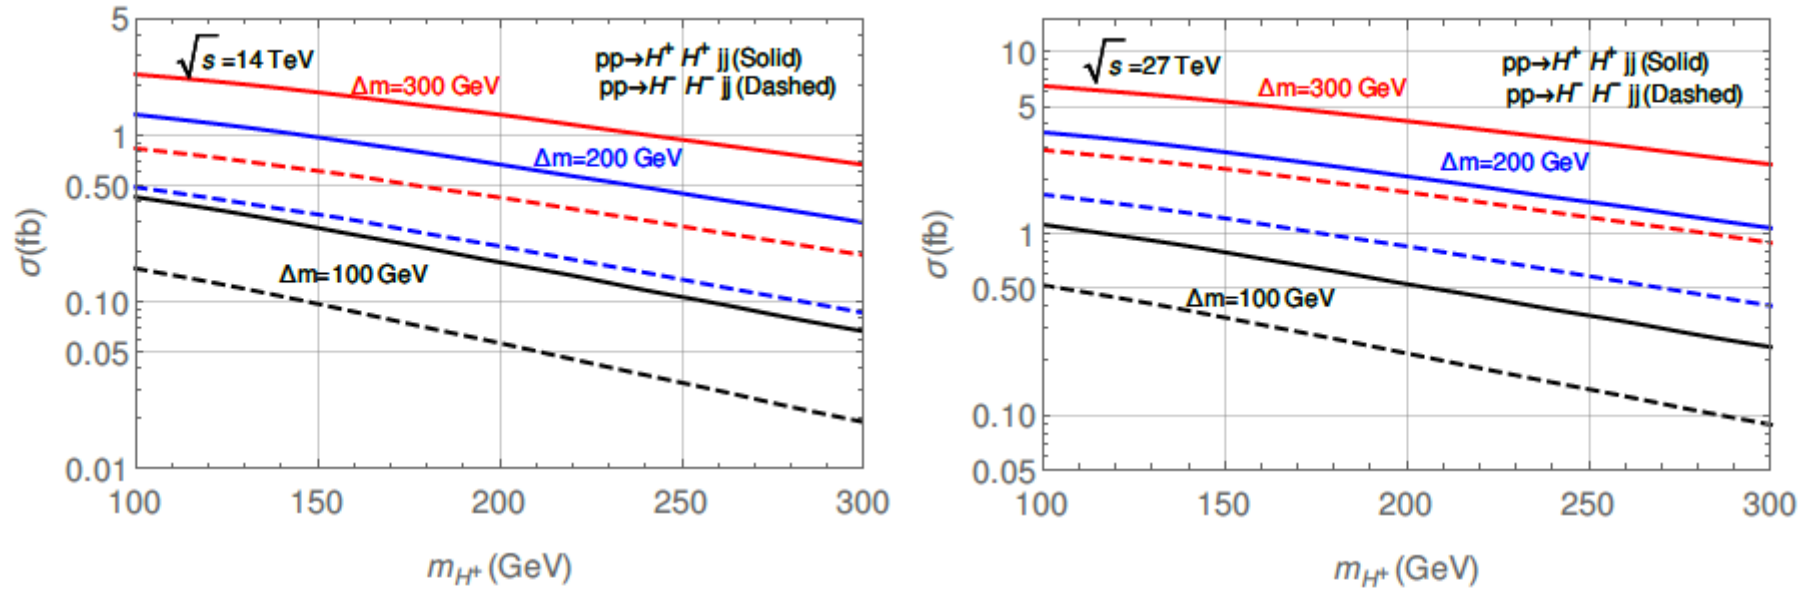 5
1
0.50
0.10
0.05
0.01
σ(fb)
√s =14 TeV
pp→H⁺ H⁺ jj (Solid)
pp→H⁻ H⁻ jj (Dashed)
Δm=300 GeV
Δm=200 GeV
Δm=100 GeV
100 150 200 250 300
m_{H⁺} (GeV)
10
5
1
0.50
0.10
0.05
σ(fb)
√s =27 TeV
pp→H⁺ H⁺ jj (Solid)
pp→H⁻ H⁻ jj (Dashed)
Δm=300 GeV
Δm=200 GeV
Δm=100 GeV
100 150 200 250 300
m_{H⁺} (GeV)